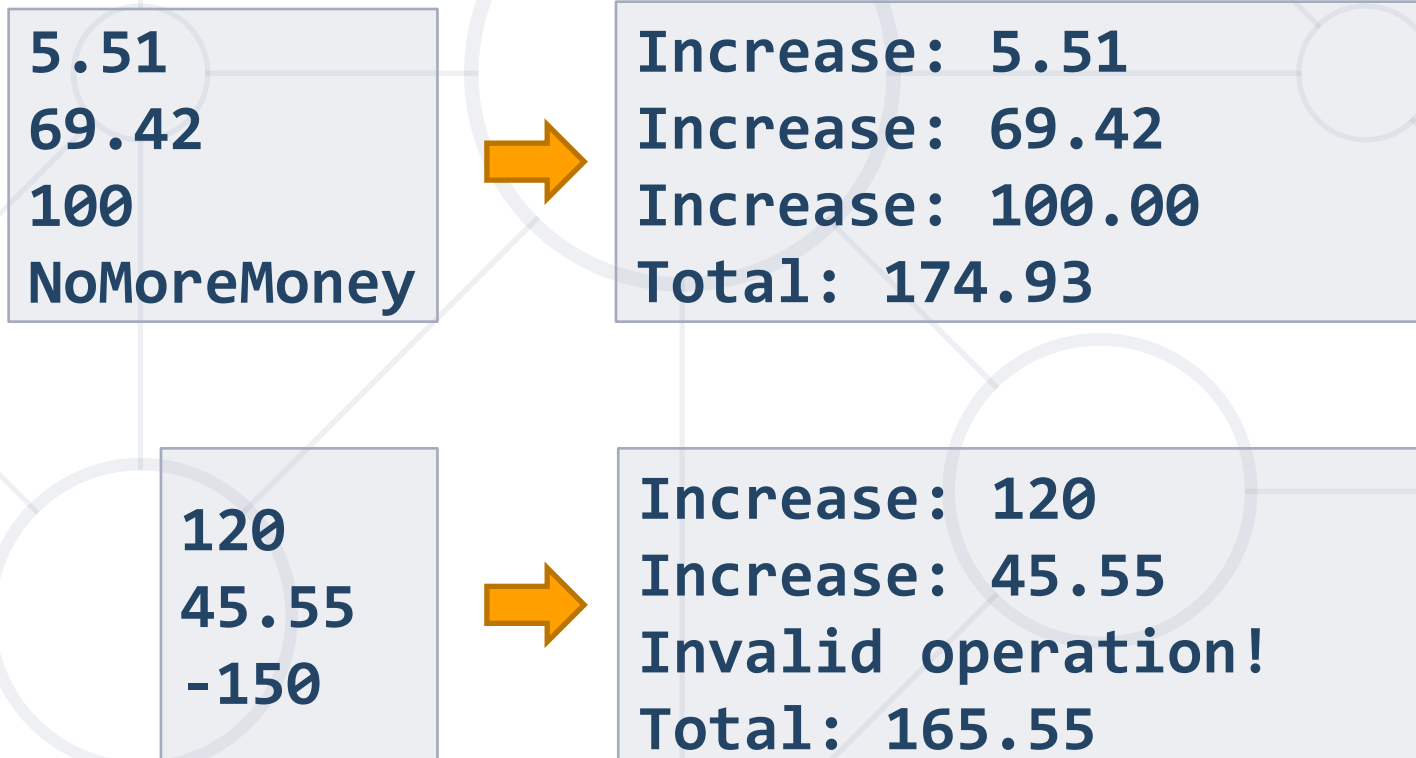 5.51
69.42
100
NoMoreMoney
Increase: 5.51
Increase: 69.42
Increase: 100.00
Total: 174.93
120
45.55
-150
Increase: 120
Increase: 45.55
Invalid operation!
Total: 165.55